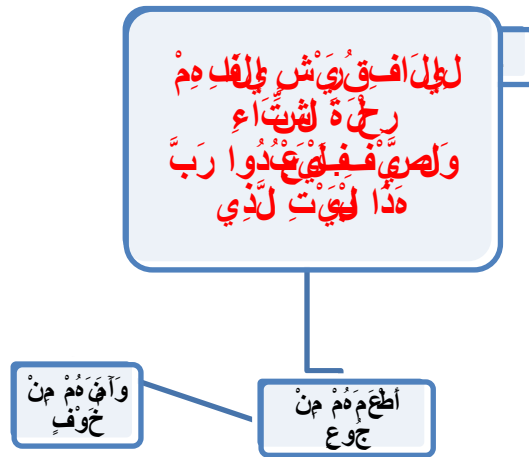 لِإِيلَافِ قُرَيْشٍ إِيلَافِهِمْ
رِحْلَةَ الشِّتَاءِ
وَالصَّيْفِ فَلْيَعْبُدُوا رَبَّ
هَذَا الْبَيْتِ الَّذِي
أَطْعَمَهُمْ مِنْ
جُوعٍ
وَآمَنَهُمْ مِنْ
خَوْفٍ